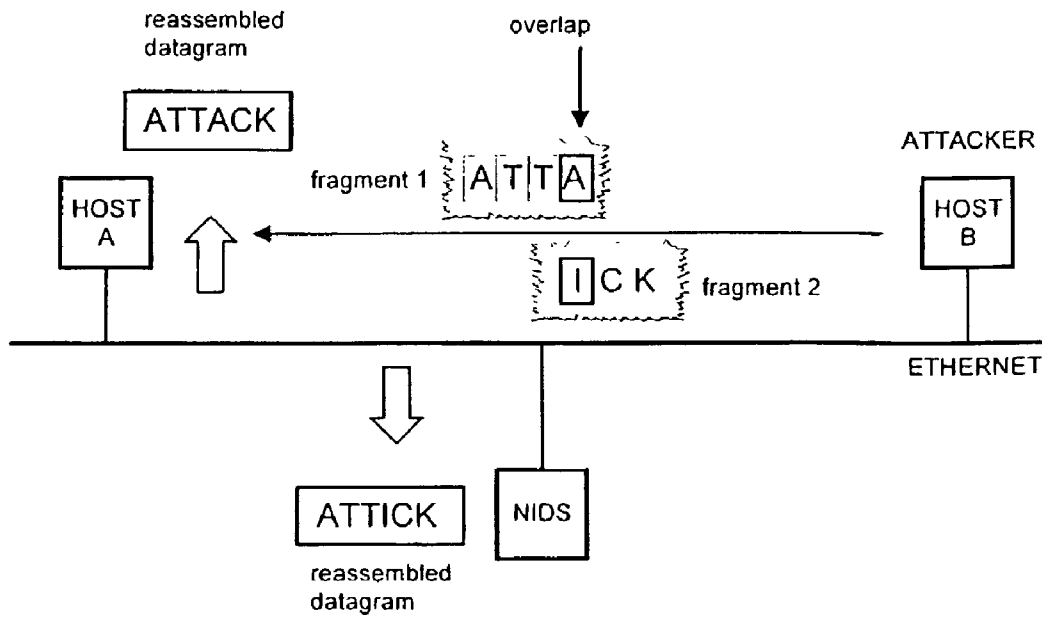 reassembled
datagram
overlap
ATTACK
ATTACKER
fragment 1
A T T A
HOST
A
HOST
B
I C K
fragment 2
ETHERNET
ATTICK
NIDS
reassembled
datagram